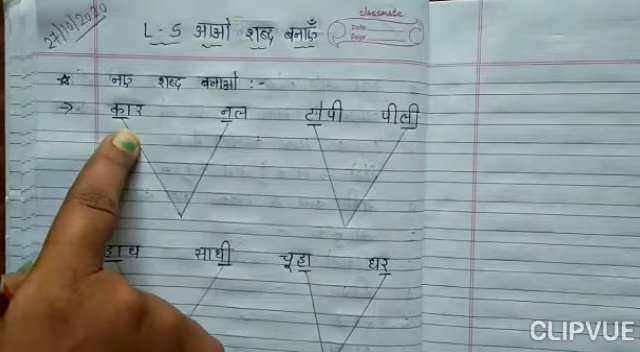 27/10/2020
L-5 आओ शब्द बनाएँ
classmate
Date
Page
☆ नए शब्द बनाओ :-
→ कार नल टोपी पीली
हाथ साथी चूहा घर
CLIPVUE